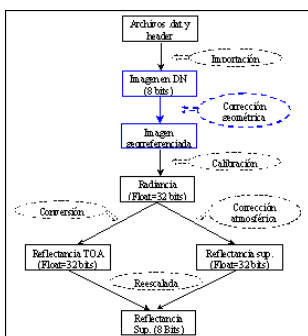 Archivos .dat y
header
Importación
Imagen en DN
(8 bits)
Corrección
geométrica
Imagen
georreferenciada
Calibración
Radiancia
(Float=32 bits)
Conversión
Corrección
atmosférica
Reflectancia TOA
(Float=32 bits)
Reflectancia sup.
(Float=32 bits)
Reescalada
Reflectancia
Sup. (8 Bits)